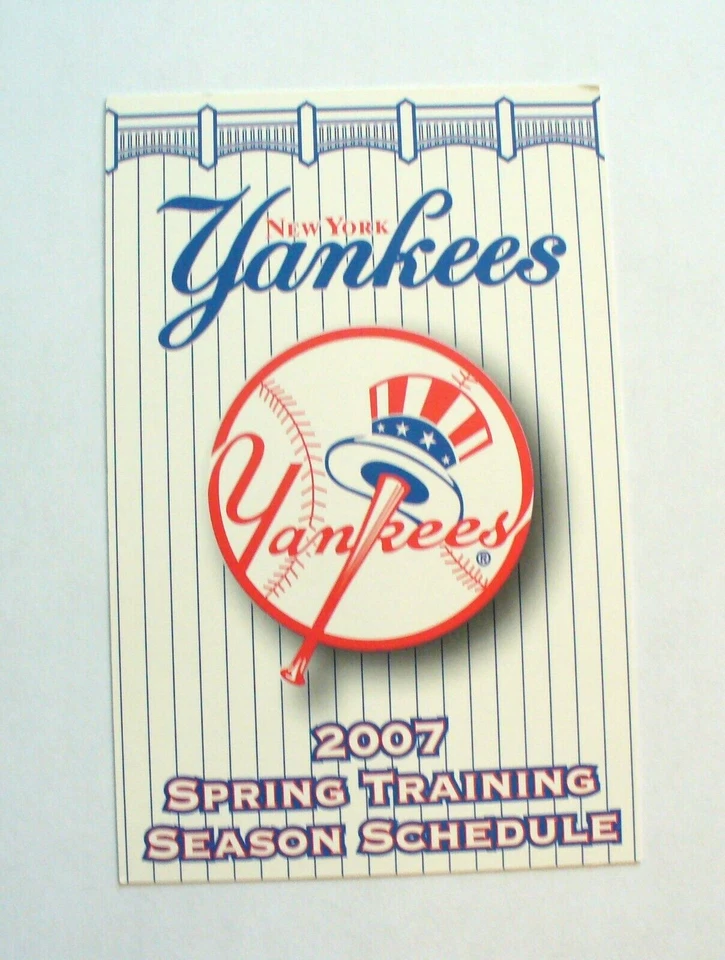 New York
Yankees
Yankees
®
2007
Spring Training
Season Schedule